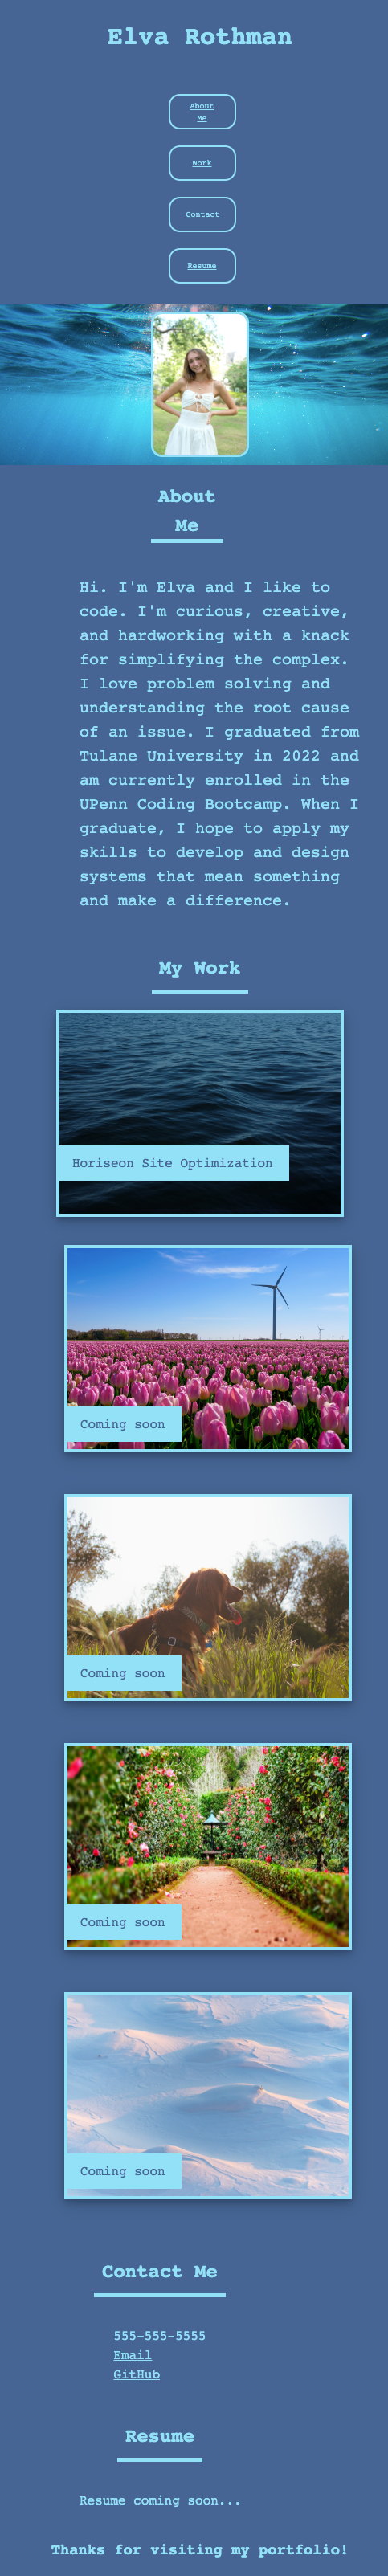 Elva Rothman
About
Me
Work
Contact
Resume
About
Me
Hi. I'm Elva and I like to
code. I'm curious, creative,
and hardworking with a knack
for simplifying the complex.
I love problem solving and
understanding the root cause
of an issue. I graduated from
Tulane University in 2022 and
am currently enrolled in the
UPenn Coding Bootcamp. When I
graduate, I hope to apply my
skills to develop and design
systems that mean something
and make a difference.
My Work
Horiseon Site Optimization
Coming soon
Coming soon
Coming soon
Coming soon
Contact Me
555-555-5555
Email
GitHub
Resume
Resume coming soon...
Thanks for visiting my portfolio!